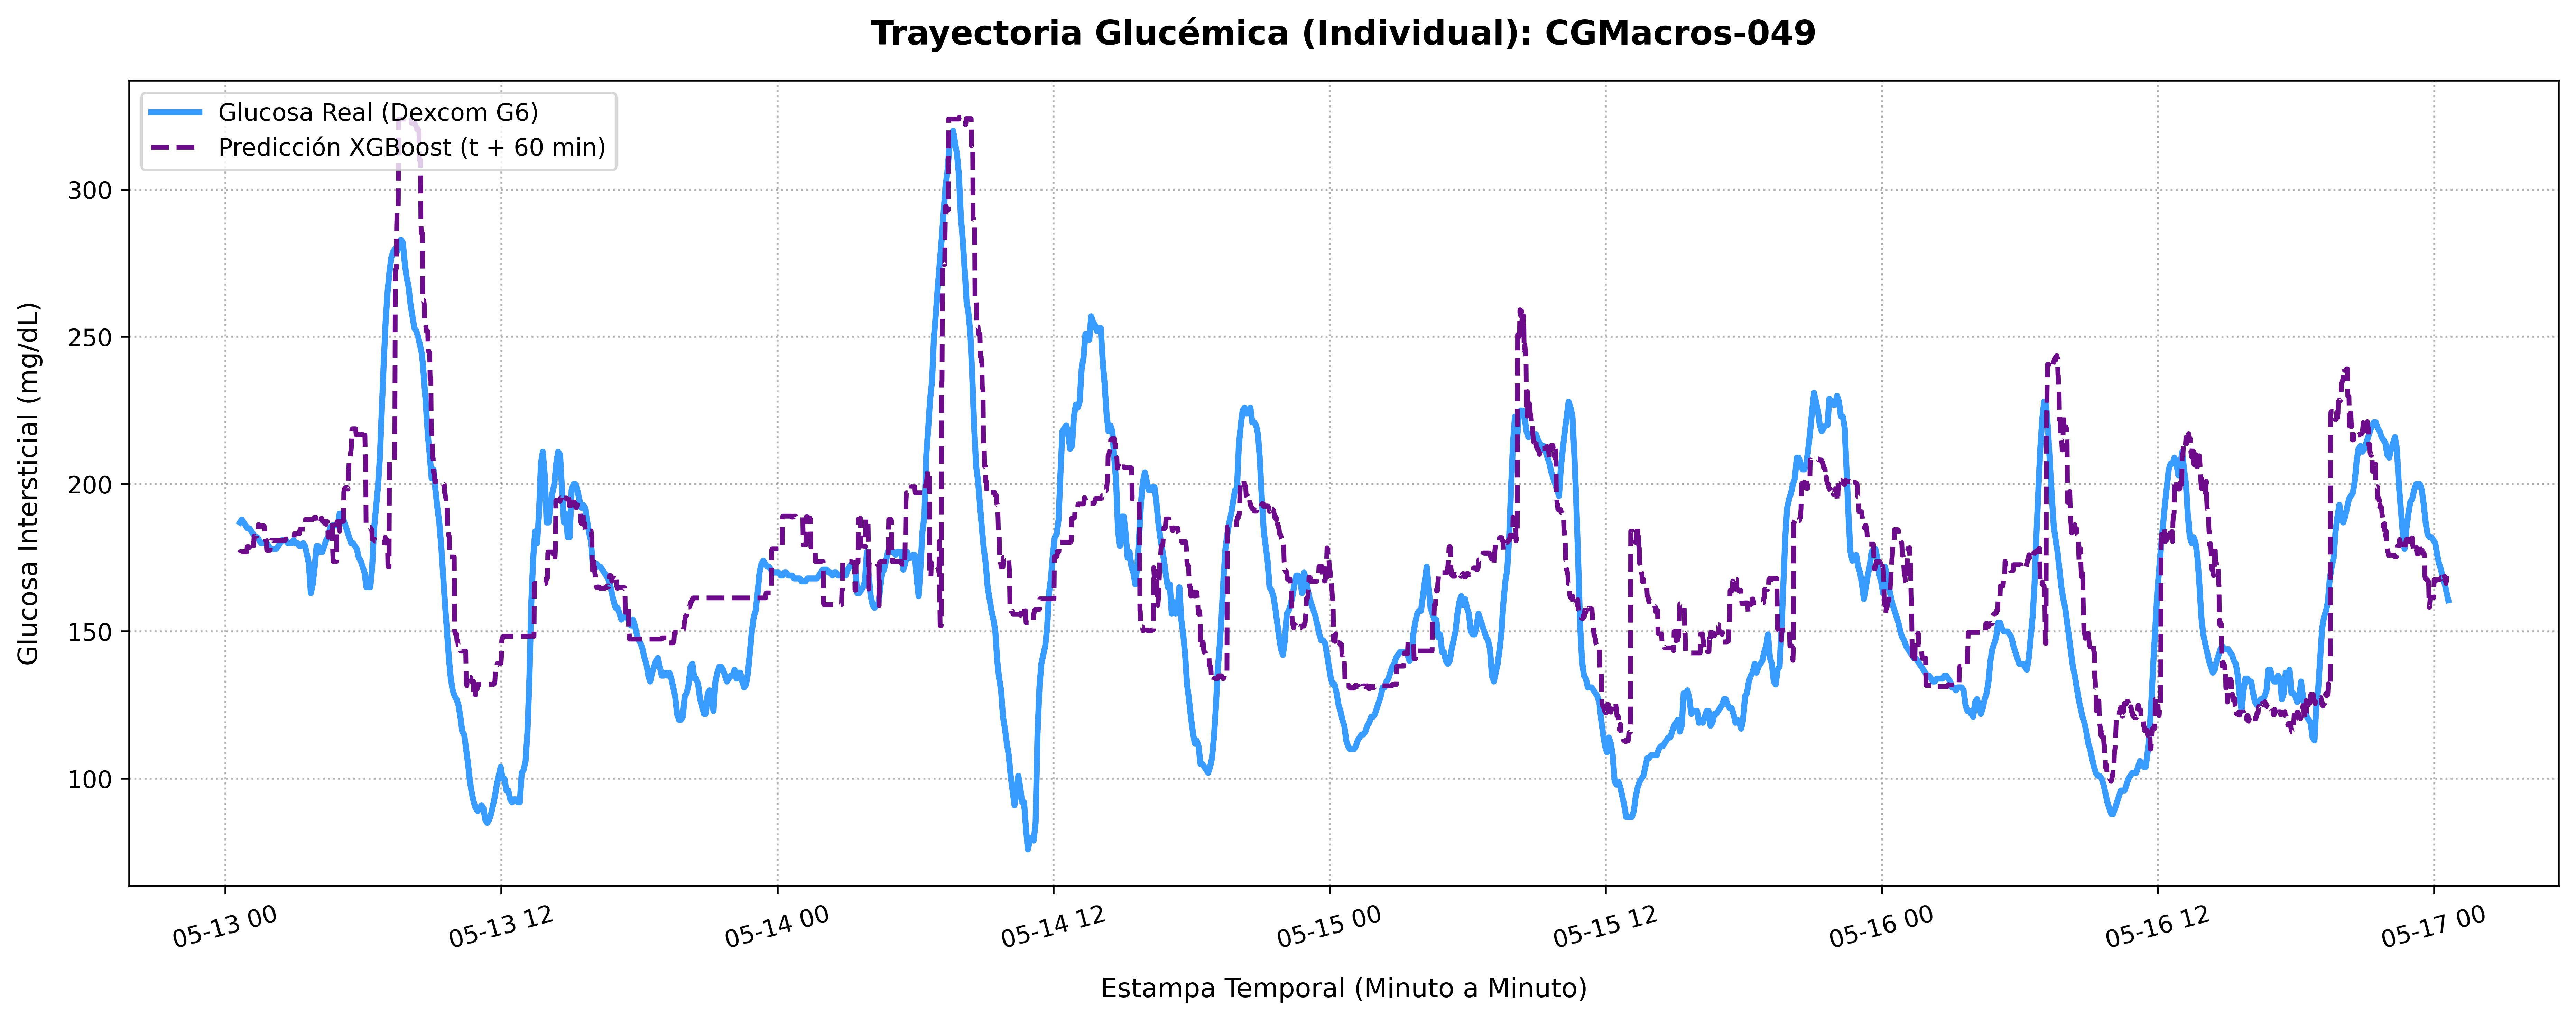 Trayectoria Glucémica (Individual): CGMacros-049
Glucosa Real (Dexcom G6)
Predicción XGBoost (t + 60 min)
Glucosa Intersticial (mg/dL)
300
250
200
150
100
05-13 00
05-13 12
05-14 00
05-14 12
05-15 00
05-15 12
05-16 00
05-16 12
05-17 00
Estampa Temporal (Minuto a Minuto)